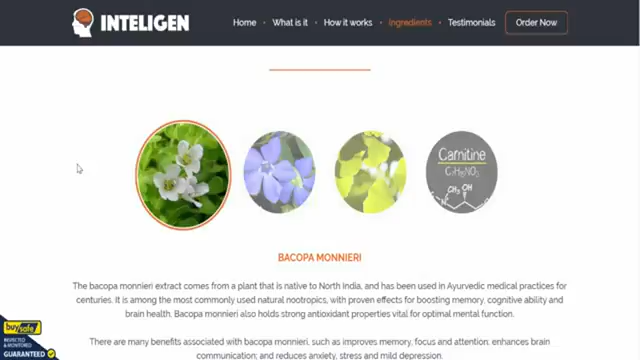 INTELIGEN
Home • What is it • How it works • Ingredients • Testimonials Order Now
Carnitine
BACOPA MONNIERI
The bacopa monnieri extract comes from a plant that is native to North India, and has been used in Ayurvedic medical practices for
centuries. It is among the most commonly used natural nootropics, with proven effects for boosting memory, cognitive ability and
brain health. Bacopa monnieri also holds strong antioxidant properties vital for optimal mental function.
There are many benefits associated with bacopa monnieri, such as improves memory, focus and attention; enhances brain
communication; and reduces anxiety, stress and mild depression.
buySafe
INSPECTED
& MONITORED
GUARANTEED